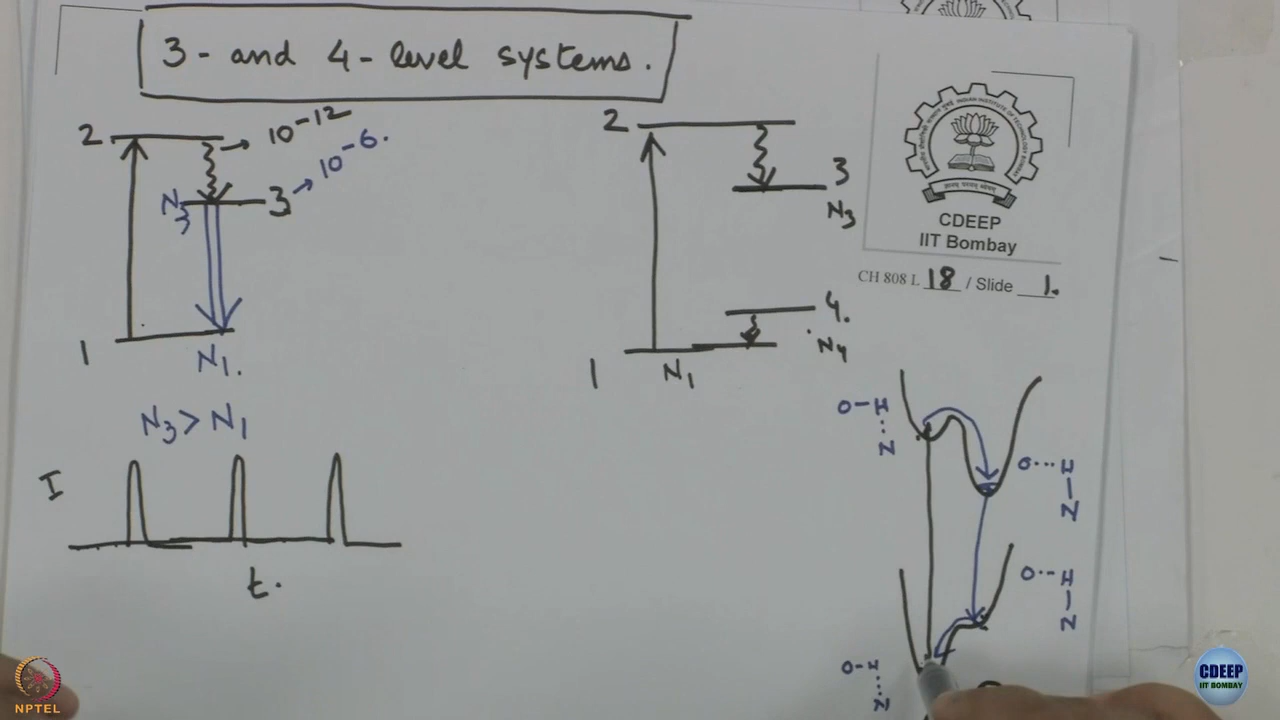 3- and 4-level systems.
2
10-12
10-6.
3
N3
1
N1.
N3 > N1
I
t.
2
3
N3
4.
N4
1
N1
CDEEP
IIT Bombay
CH 808 L 18 / Slide 1.
O-H
N
O...H
N
O...H
N
O-H
N
NPTEL
CDEEP
IIT BOMBAY